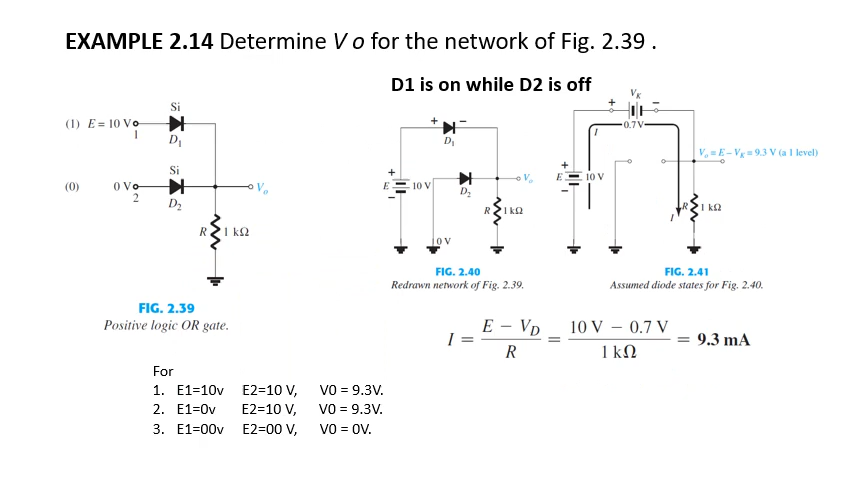 EXAMPLE 2.14 Determine V o for the network of Fig. 2.39 .
D1 is on while D2 is off
Si
(1) E = 10 V
1
D1
Si
(0) 0 V
2
D2
Vo
R 1 kΩ
FIG. 2.39
Positive logic OR gate.
+ −
D1
+
E 10 V
−
D2
Vo
R 1 kΩ
0 V
FIG. 2.40
Redrawn network of Fig. 2.39.
VK
+ −
0.7 V
I
+
E 10 V
−
Vo = E − VK = 9.3 V (a 1 level)
R 1 kΩ
I
FIG. 2.41
Assumed diode states for Fig. 2.40.
I = (E − VD) / R = (10 V − 0.7 V) / 1 kΩ = 9.3 mA
For
1. E1=10v E2=10 V, V0 = 9.3V.
2. E1=0v E2=10 V, V0 = 9.3V.
3. E1=00v E2=00 V, V0 = 0V.